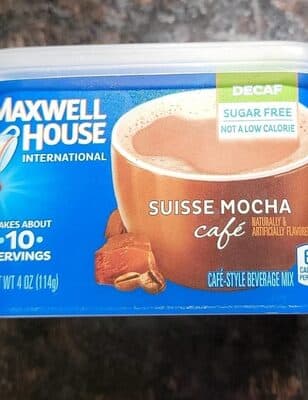 MAXWELL
HOUSE
INTERNATIONAL
DECAF
SUGAR FREE
NOT A LOW CALORIE
SUISSE MOCHA
café
NATURALLY &
ARTIFICIALLY FLAVORED
AKES ABOUT
•10•
ERVINGS
WT 4 OZ (114g)
CAFÉ-STYLE BEVERAGE MIX